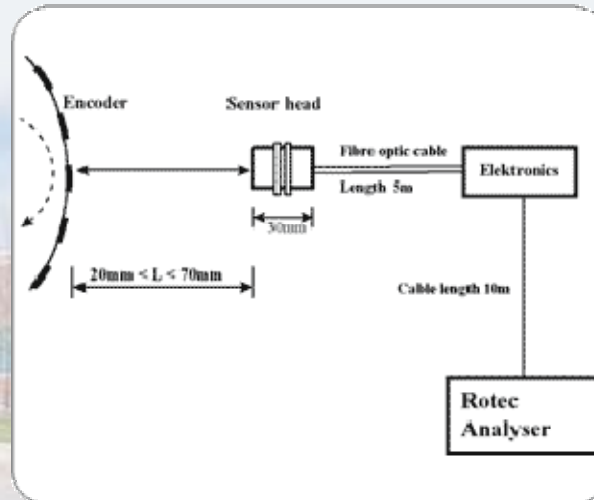 Encoder
Sensor head
Fibre optic cable
Length 5m
Elektronics
30mm
20mm < L < 70mm
Cable length 10m
Rotec
Analyser